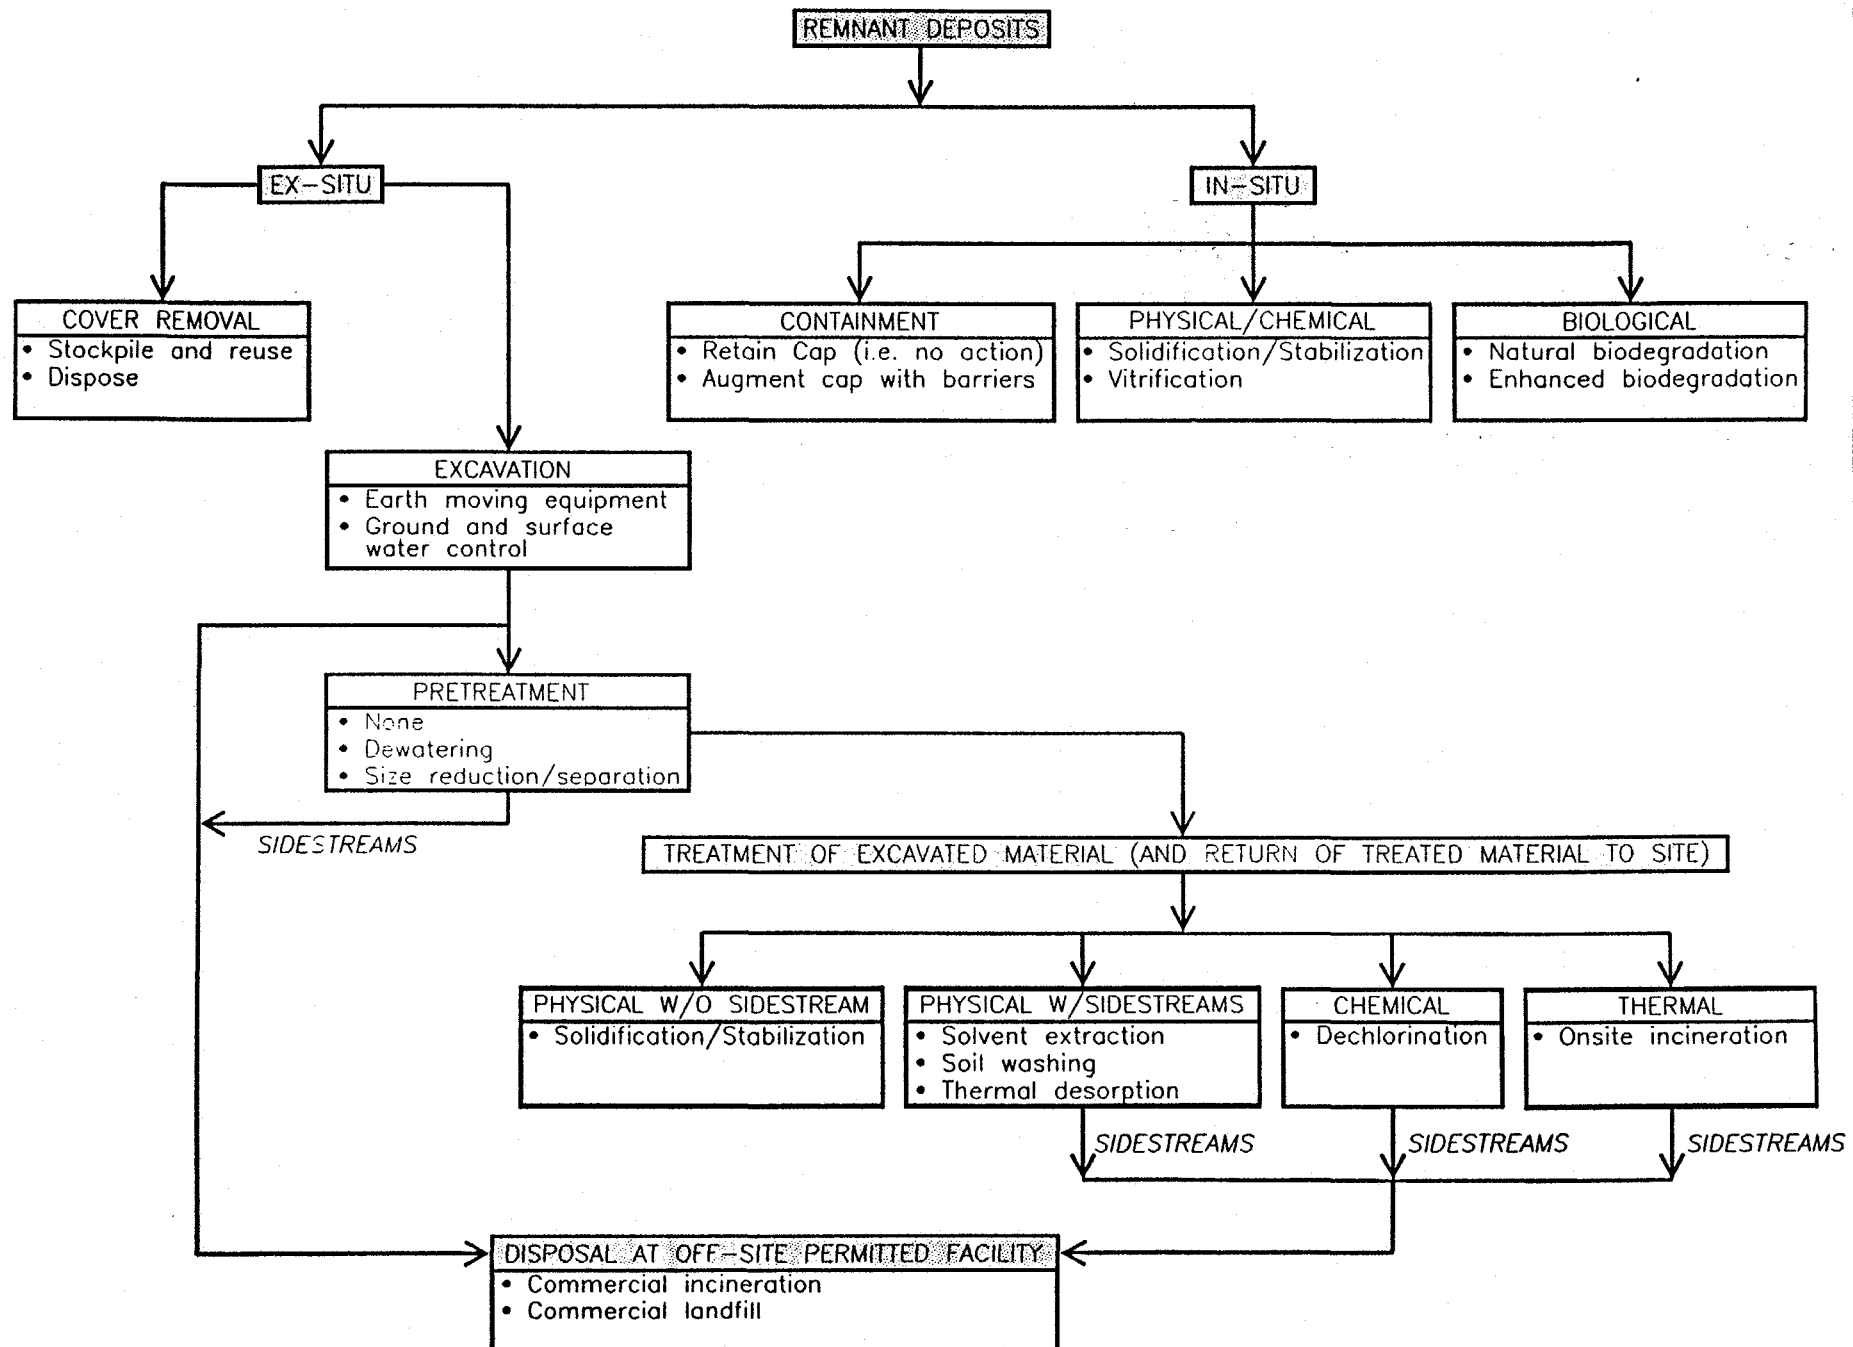 REMNANT DEPOSITS
EX-SITU
IN-SITU
COVER REMOVAL
• Stockpile and reuse
• Dispose
CONTAINMENT
• Retain Cap (i.e. no action)
• Augment cap with barriers
PHYSICAL/CHEMICAL
• Solidification/Stabilization
• Vitrification
BIOLOGICAL
• Natural biodegradation
• Enhanced biodegradation
EXCAVATION
• Earth moving equipment
• Ground and surface
water control
PRETREATMENT
• None
• Dewatering
• Size reduction/separation
SIDESTREAMS
TREATMENT OF EXCAVATED MATERIAL (AND RETURN OF TREATED MATERIAL TO SITE)
PHYSICAL W/O SIDESTREAM
• Solidification/Stabilization
PHYSICAL W/SIDESTREAMS
• Solvent extraction
• Soil washing
• Thermal desorption
CHEMICAL
• Dechlorination
THERMAL
• Onsite incineration
SIDESTREAMS
SIDESTREAMS
SIDESTREAMS
DISPOSAL AT OFF-SITE PERMITTED FACILITY
• Commercial incineration
• Commercial landfill